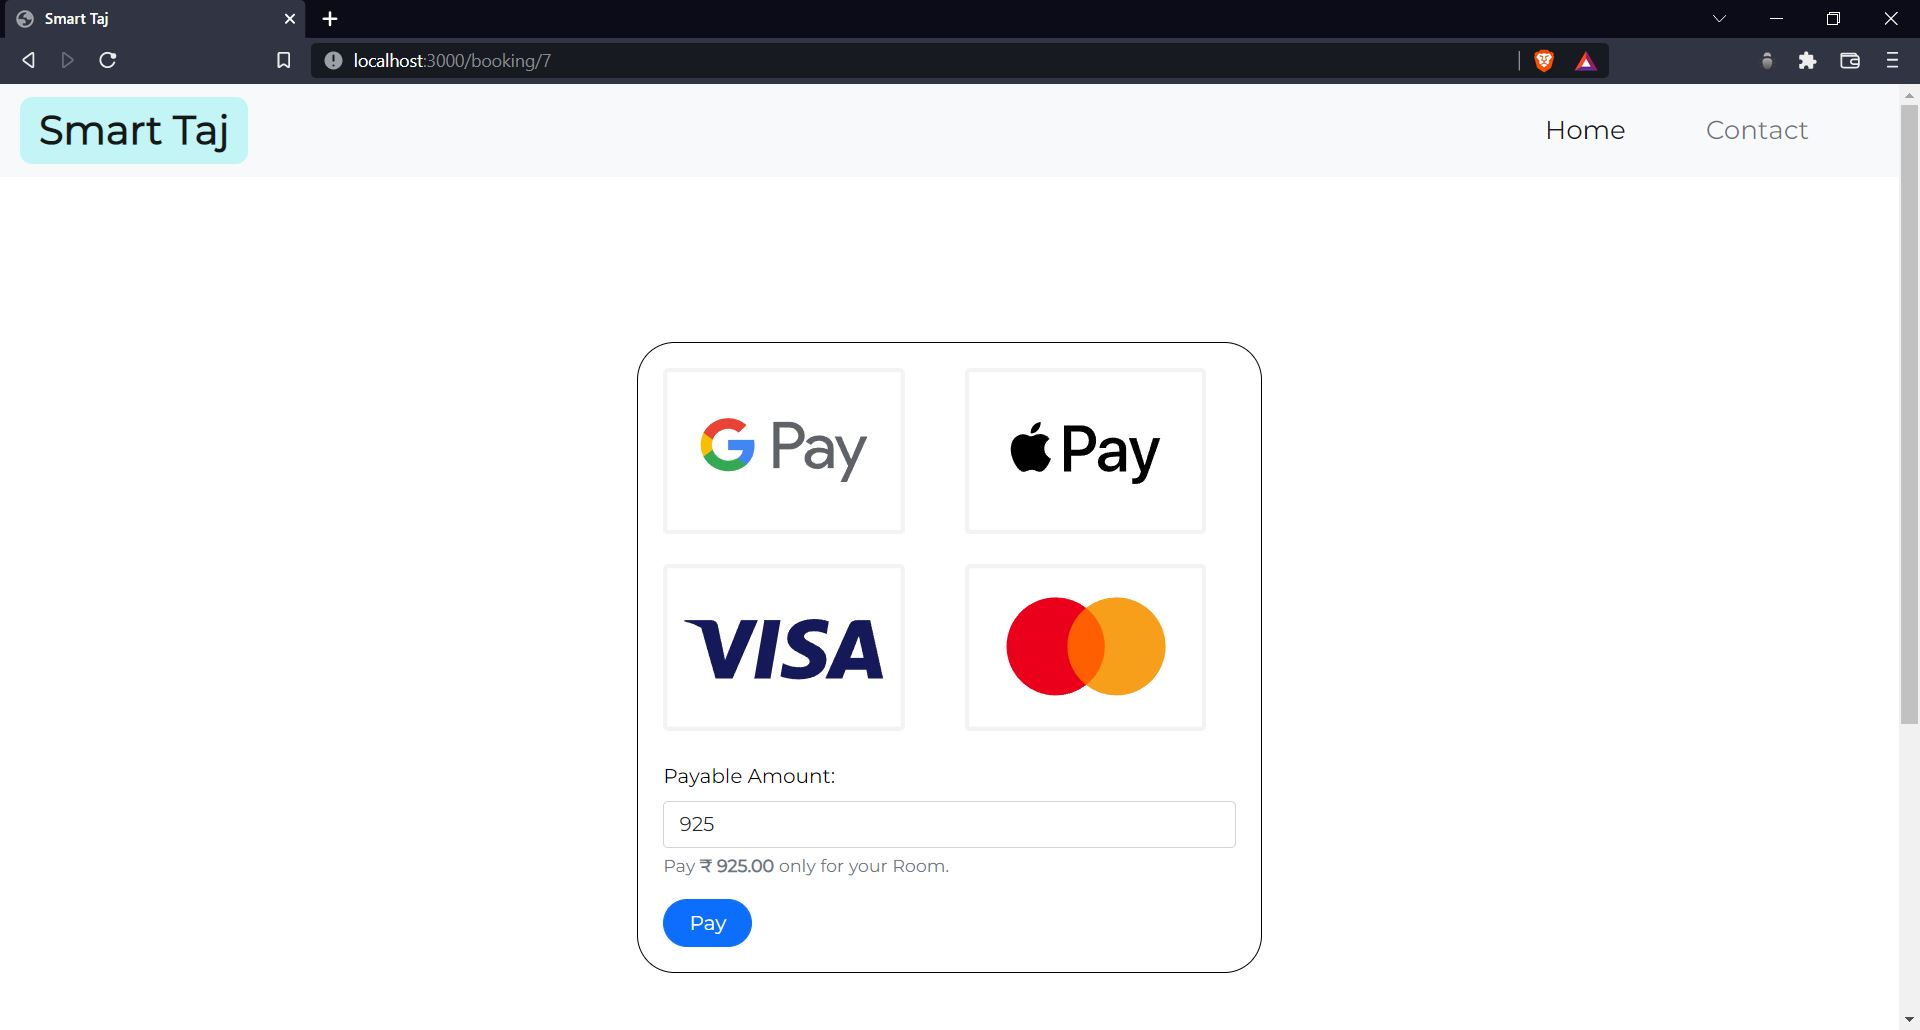 Smart Taj
localhost:3000/booking/7
Smart Taj
Home
Contact
G Pay
Pay
VISA
Payable Amount:
925
Pay ₹ 925.00 only for your Room.
Pay